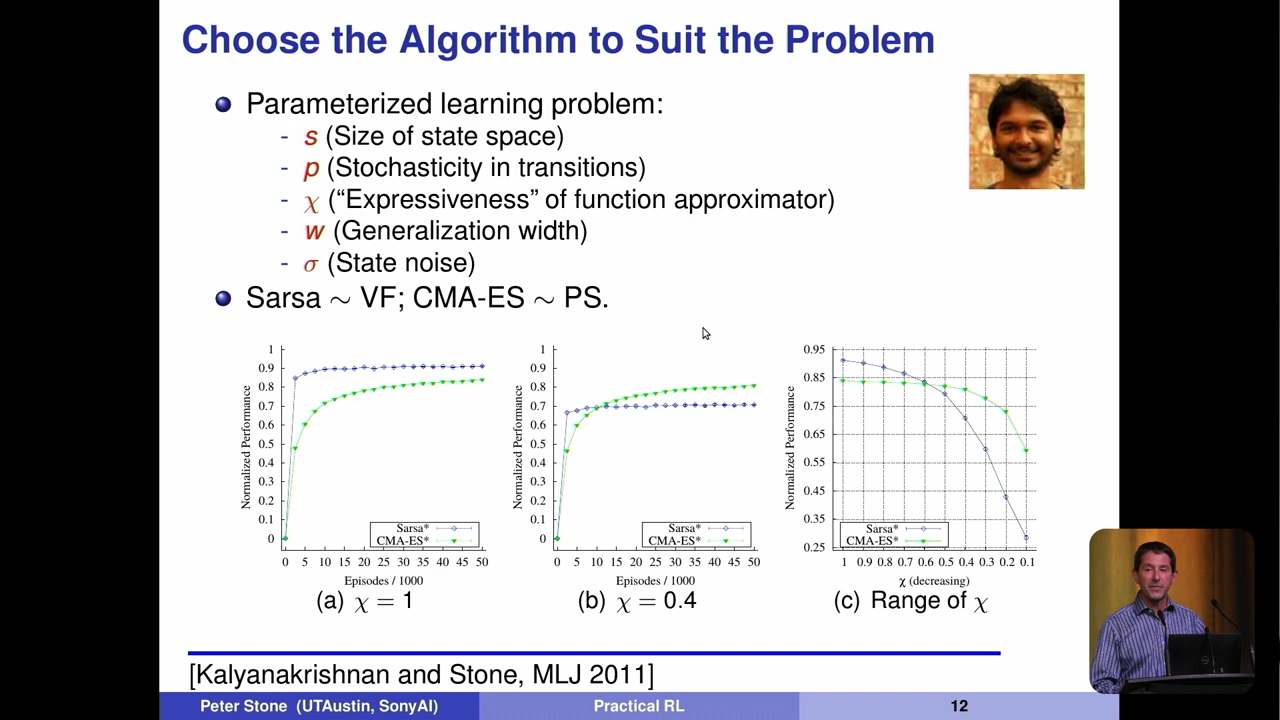 Choose the Algorithm to Suit the Problem
Parameterized learning problem:
- s (Size of state space)
- p (Stochasticity in transitions)
- χ (“Expressiveness” of function approximator)
- w (Generalization width)
- σ (State noise)
Sarsa ∼ VF; CMA-ES ∼ PS.
1
0.9
0.8
0.7
0.6
0.5
0.4
0.3
0.2
0.1
0
Normalized Performance
Sarsa*
CMA-ES*
0 5 10 15 20 25 30 35 40 45 50
Episodes / 1000
(a) χ = 1
1
0.9
0.8
0.7
0.6
0.5
0.4
0.3
0.2
0.1
0
Normalized Performance
Sarsa*
CMA-ES*
0 5 10 15 20 25 30 35 40 45 50
Episodes / 1000
(b) χ = 0.4
0.95
0.85
0.75
0.65
0.55
0.45
0.35
0.25
Normalized Performance
Sarsa*
CMA-ES*
1 0.9 0.8 0.7 0.6 0.5 0.4 0.3 0.2 0.1
χ (decreasing)
(c) Range of χ
[Kalyanakrishnan and Stone, MLJ 2011]
Peter Stone (UTAustin, SonyAI) Practical RL 12